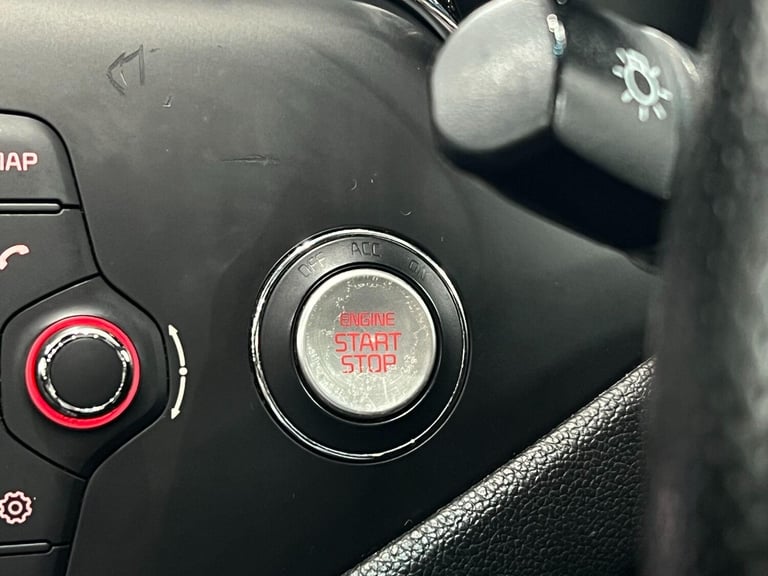 MAP
OFF ACC ON
ENGINE
START
STOP